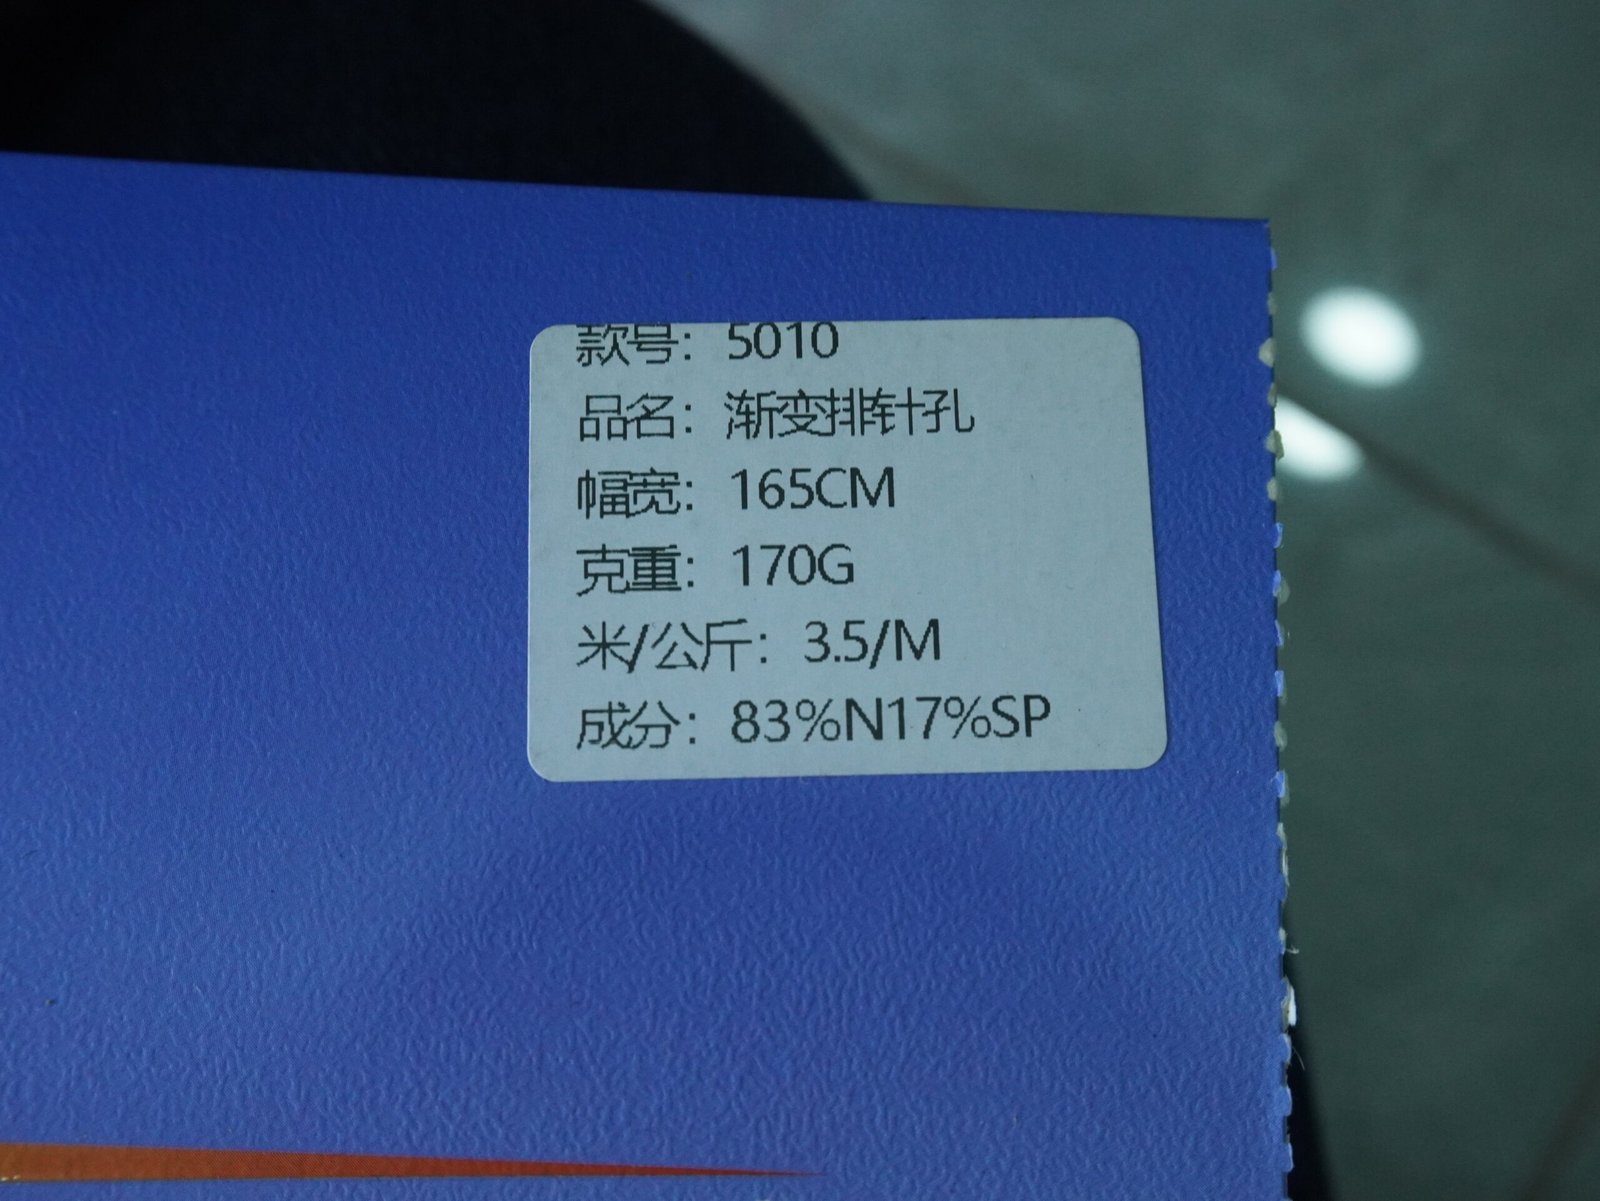 款号：5010
品名：渐变排针孔
幅宽：165CM
克重：170G
米/公斤：3.5/M
成分：83%N17%SP